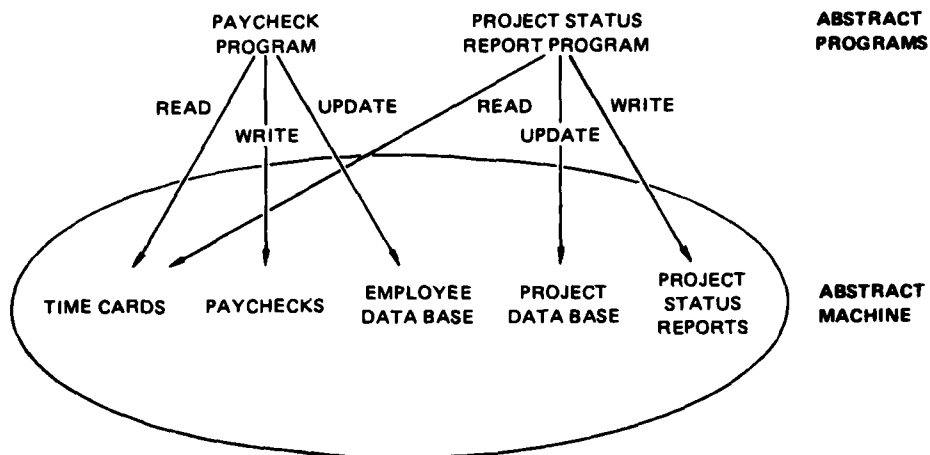 PAYCHECK
PROGRAM
PROJECT STATUS
REPORT PROGRAM
ABSTRACT
PROGRAMS
READ
WRITE
UPDATE
READ
UPDATE
WRITE
TIME CARDS
PAYCHECKS
EMPLOYEE
DATA BASE
PROJECT
DATA BASE
PROJECT
STATUS
REPORTS
ABSTRACT
MACHINE